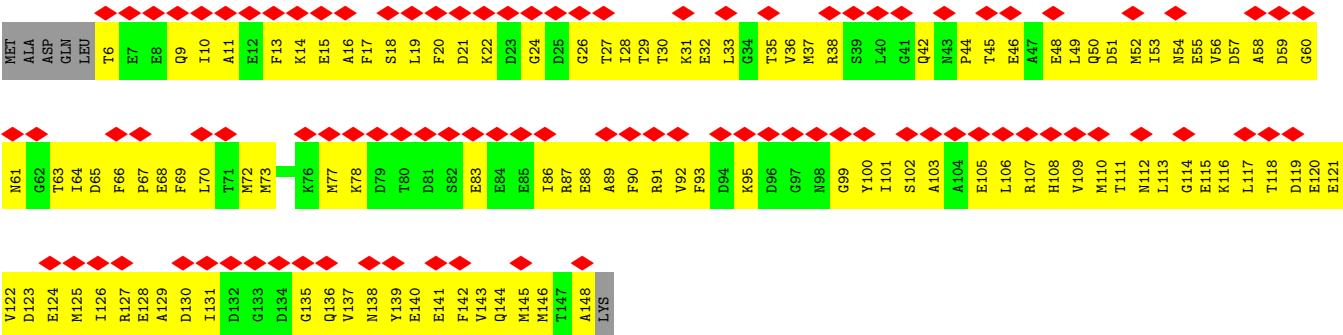 MET ALA ASP GLN LEU T6 E7 E8 Q9 I10 A11 E12 F13 K14 E15 A16 F17 S18 L19 F20 D21 K22 D23 G24 D25 G26 T27 I28 T29 T30 K31 E32 L33 G34 T35 V36 M37 R38 S39 L40 G41 Q42 N43 P44 T45 E46 A47 E48 L49 Q50 D51 M52 I53 N54 E55 V56 D57 A58 D59 G60
N61 G62 T63 I64 D65 F66 P67 E68 F69 L70 T71 M72 M73 K76 M77 K78 D79 T80 D81 S82 E83 E84 E85 I86 R87 E88 A89 F90 R91 V92 F93 D94 K95 D96 G97 N98 G99 Y100 I101 S102 A103 A104 E105 L106 R107 H108 V109 M110 T111 N112 L113 G114 E115 K116 L117 T118 D119 E120 E121
V122 D123 E124 M125 I126 R127 E128 A129 D130 I131 D132 G133 D134 G135 Q136 V137 N138 Y139 E140 E141 F142 V143 Q144 M145 M146 T147 A148 LYS